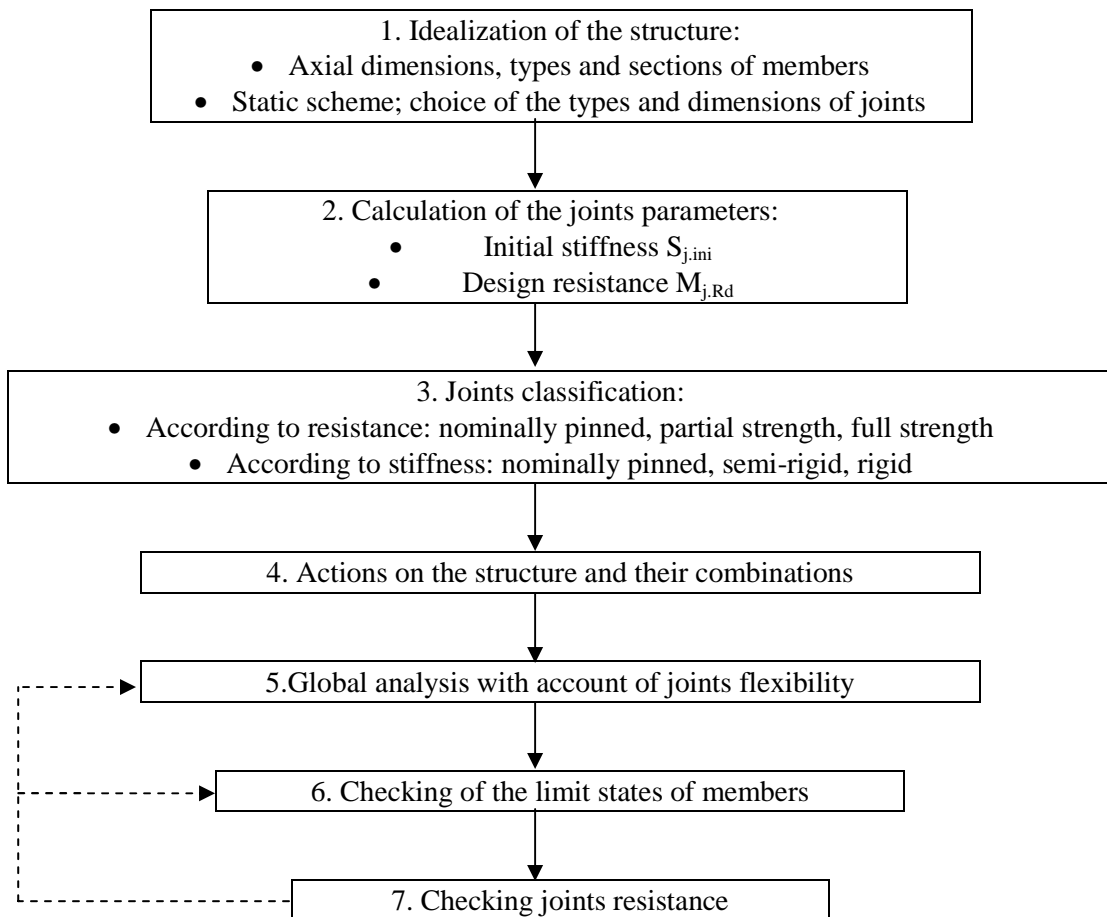 1. Idealization of the structure:
• Axial dimensions, types and sections of members
• Static scheme; choice of the types and dimensions of joints
2. Calculation of the joints parameters:
• Initial stiffness Sj.ini
• Design resistance Mj.Rd
3. Joints classification:
• According to resistance: nominally pinned, partial strength, full strength
• According to stiffness: nominally pinned, semi-rigid, rigid
4. Actions on the structure and their combinations
5.Global analysis with account of joints flexibility
6. Checking of the limit states of members
7. Checking joints resistance